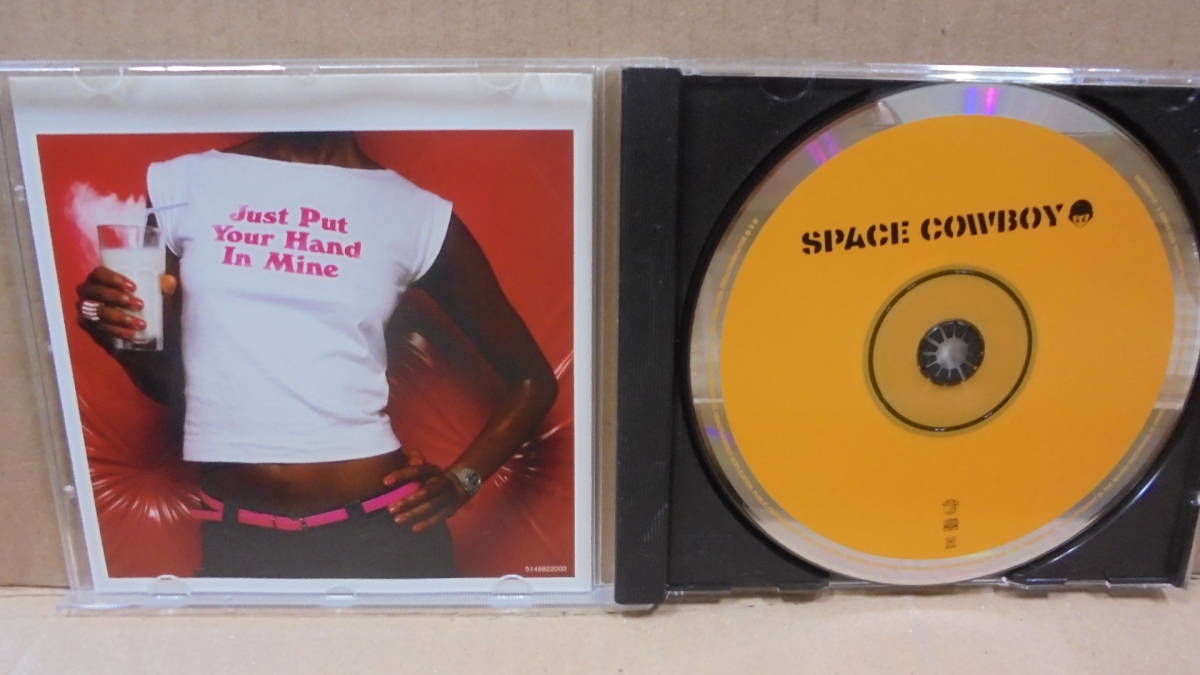 Just Put
Your Hand
In Mine
5148822000
SPACE COWBOY